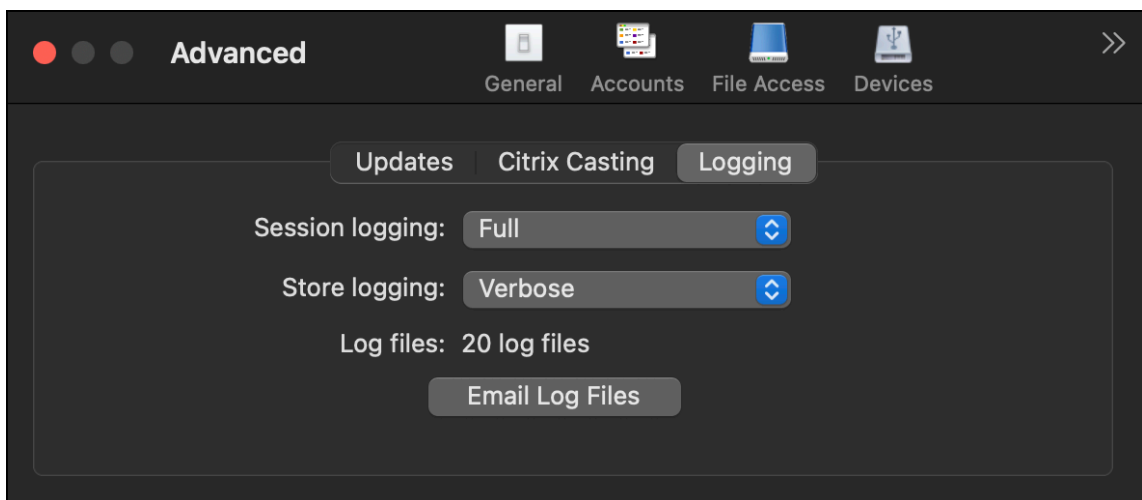 Advanced
General Accounts File Access Devices
Updates Citrix Casting Logging
Session logging: Full
Store logging: Verbose
Log files: 20 log files
Email Log Files